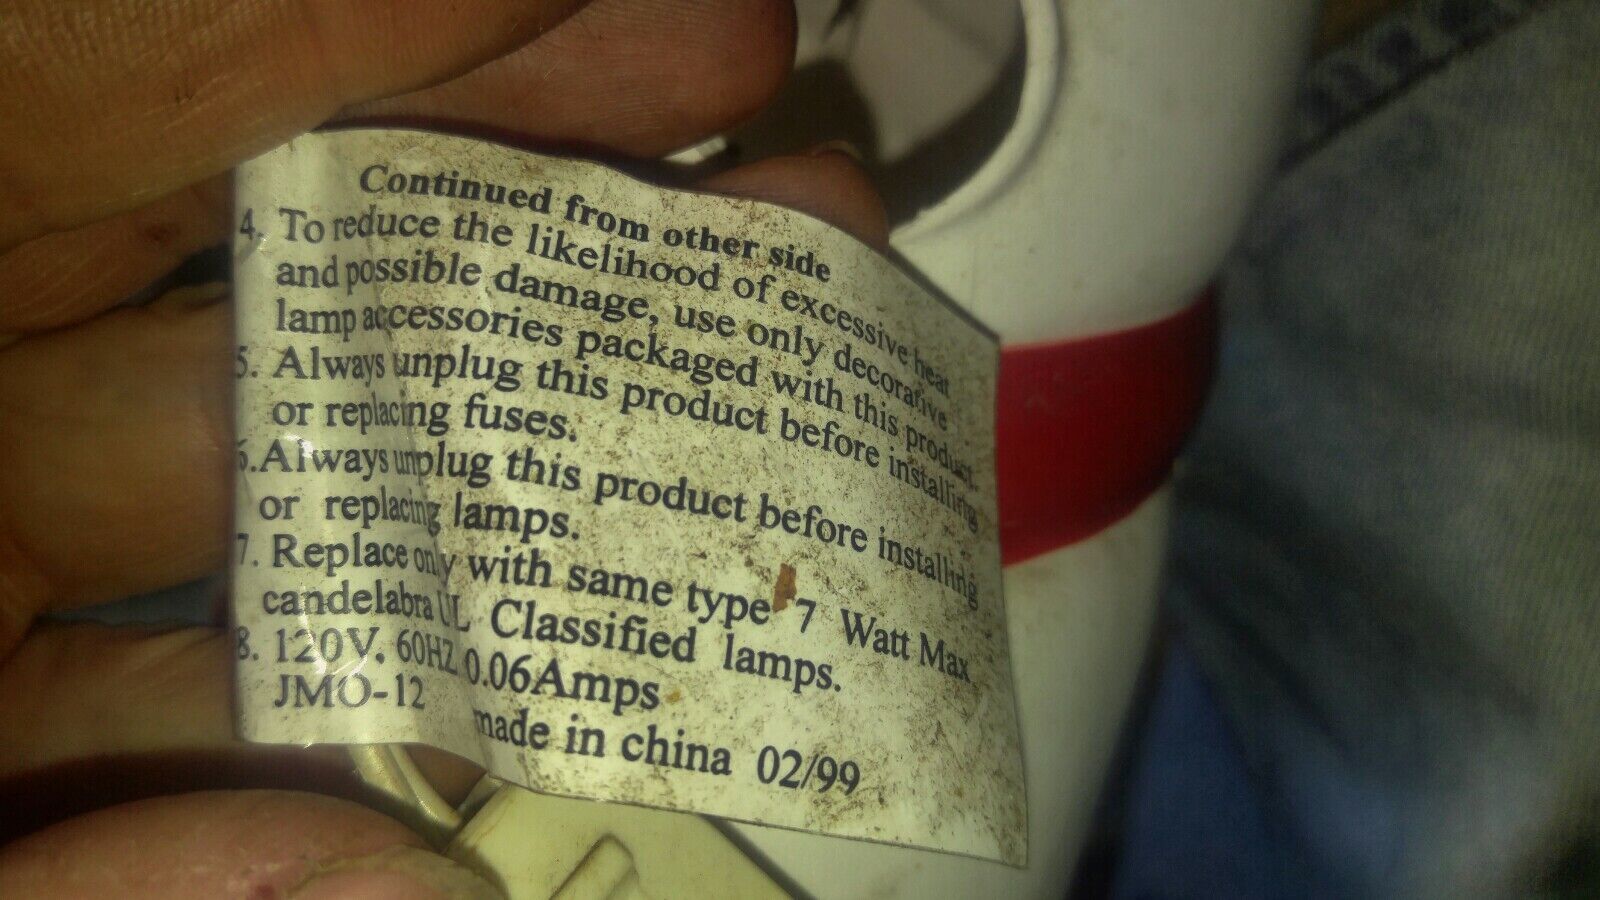 Continued from other side
4. To reduce the likelihood of excessive heat
and possible damage, use only decorative
lamp accessories packaged with this product.
5. Always unplug this product before installing
or replacing fuses.
6. Always unplug this product before installing
or replacing lamps.
7. Replace only with same type 7 Watt Max
candelabra UL Classified lamps.
8. 120V. 60HZ 0.06Amps
JMO-12
made in china 02/99